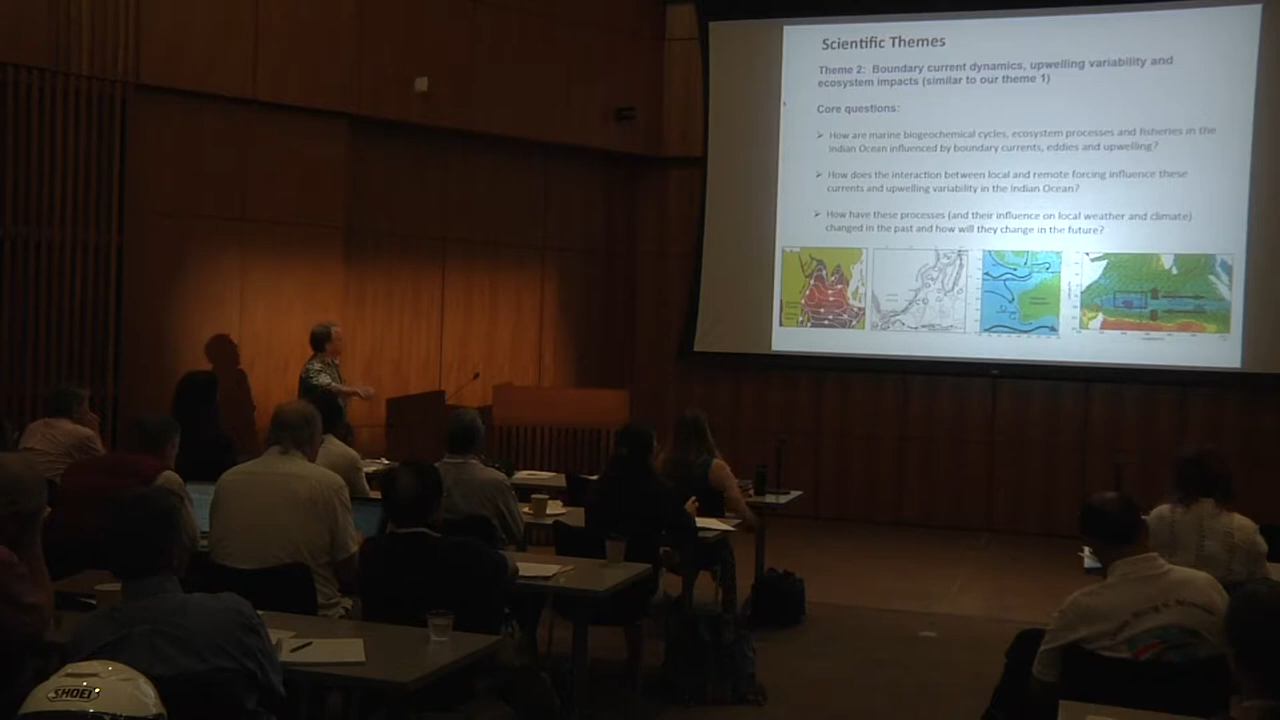 Scientific Themes
Theme 2: Boundary current dynamics, upwelling variability and
ecosystem impacts (similar to our theme 1)
Core questions:
➢ How are marine biogeochemical cycles, ecosystem processes and fisheries in the
Indian Ocean influenced by boundary currents, eddies and upwelling?
➢ How does the interaction between local and remote forcing influence these
currents and upwelling variability in the Indian Ocean?
➢ How have these processes (and their influence on local weather and climate)
changed in the past and how will they change in the future?
SHOEI